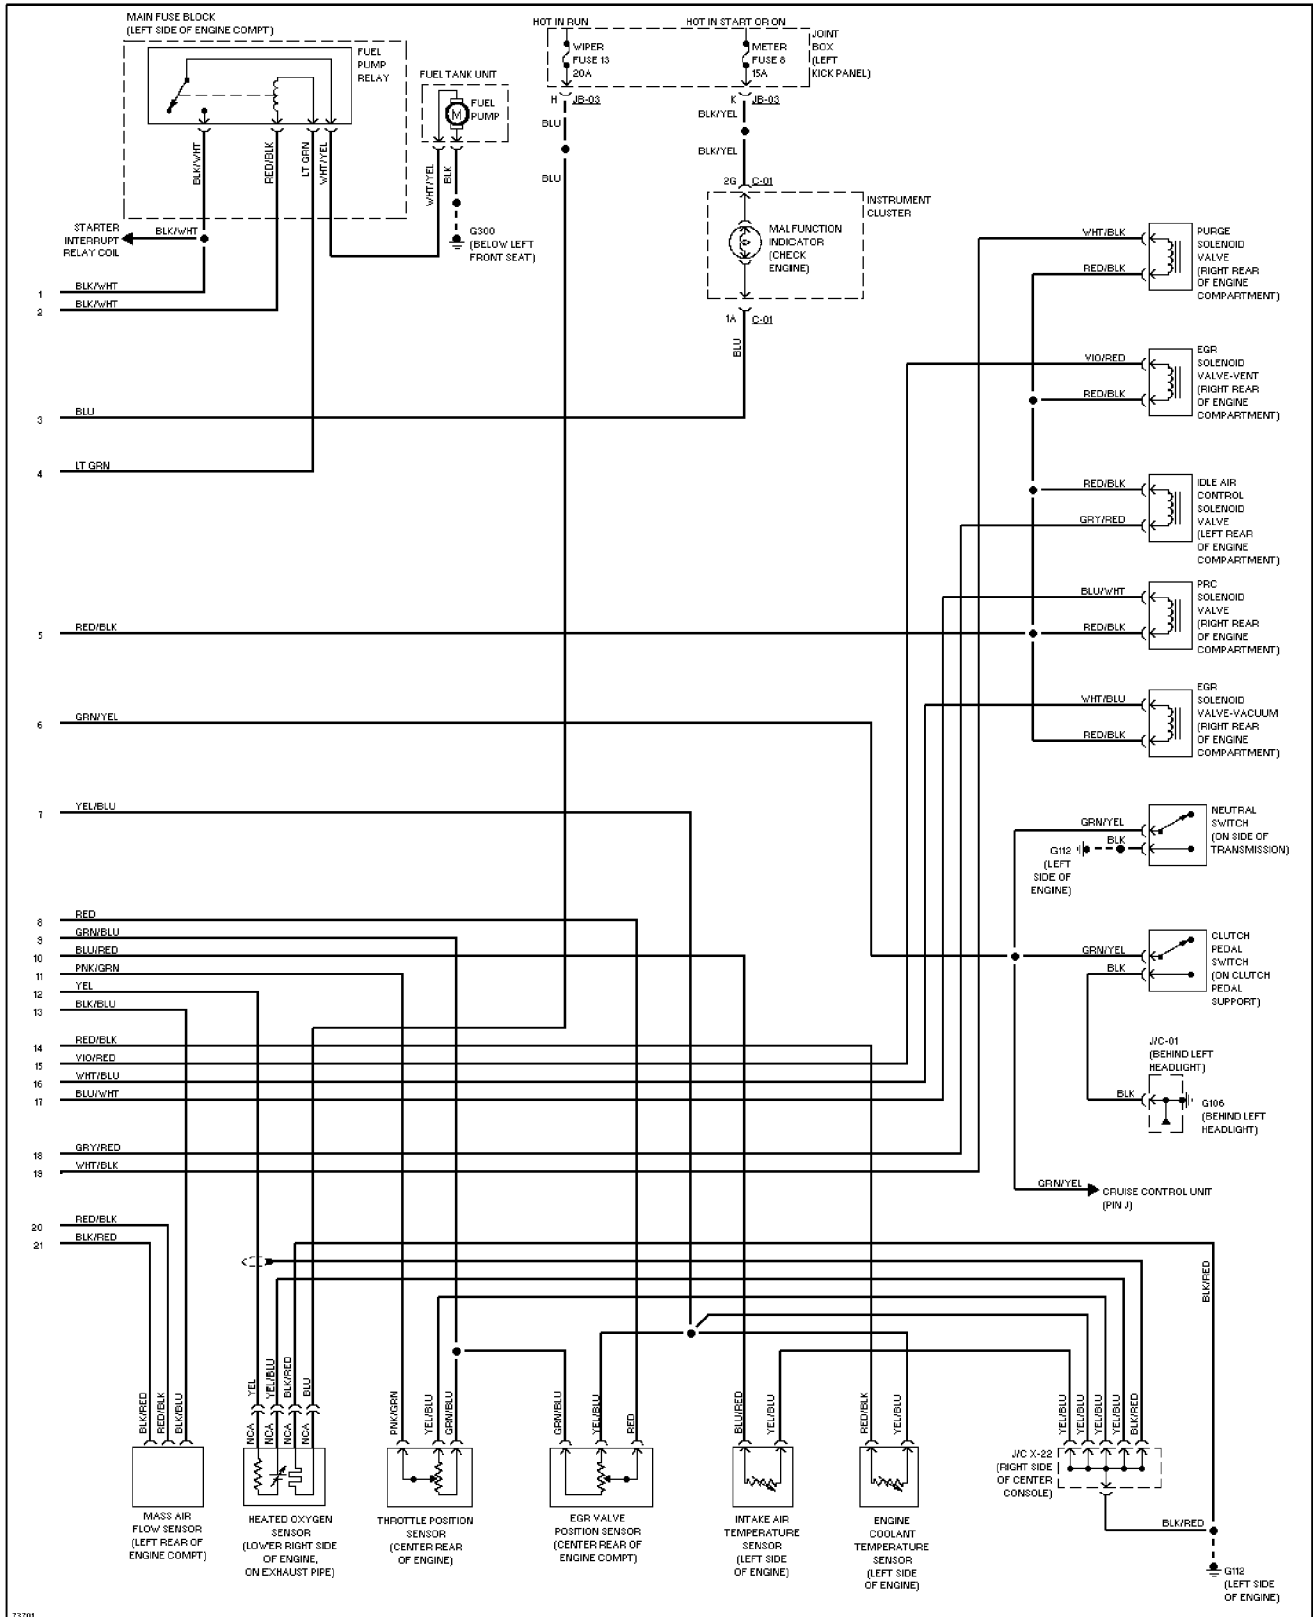 MAIN FUSE BLOCK
(LEFT SIDE OF ENGINE COMPT)
FUEL
PUMP
RELAY
BLK/WHT
RED/BLK
LT GRN
WHT/YEL
STARTER
INTERRUPT
RELAY COIL
BLK/WHT
FUEL TANK UNIT
M
FUEL
PUMP
WHT/YEL
BLK
G300
(BELOW LEFT
FRONT SEAT)
HOT IN RUN
HOT IN START OR ON
WIPER
FUSE 13
20A
METER
FUSE 8
15A
JOINT
BOX
(LEFT
KICK PANEL)
H JB-03
K JB-03
BLU
BLU
BLK/YEL
BLK/YEL
2G C-01
INSTRUMENT
CLUSTER
MALFUNCTION
INDICATOR
(CHECK
ENGINE)
1A C-01
BLU
1 BLK/WHT
2 BLK/WHT
3 BLU
4 LT GRN
5 RED/BLK
6 GRN/YEL
7 YEL/BLU
8 RED
9 GRN/BLU
10 BLU/RED
11 PNK/GRN
12 YEL
13 BLK/BLU
14 RED/BLK
15 VIO/RED
16 WHT/BLU
17 BLU/WHT
18 GRY/RED
19 WHT/BLK
20 RED/BLK
21 BLK/RED
WHT/BLK
RED/BLK
PURGE
SOLENOID
VALVE
(RIGHT REAR
OF ENGINE
COMPARTMENT)
VIO/RED
RED/BLK
EGR
SOLENOID
VALVE-VENT
(RIGHT REAR
OF ENGINE
COMPARTMENT)
RED/BLK
GRY/RED
IDLE AIR
CONTROL
SOLENOID
VALVE
(LEFT REAR
OF ENGINE
COMPARTMENT)
BLU/WHT
RED/BLK
PRC
SOLENOID
VALVE
(RIGHT REAR
OF ENGINE
COMPARTMENT)
WHT/BLU
RED/BLK
EGR
SOLENOID
VALVE-VACUUM
(RIGHT REAR
OF ENGINE
COMPARTMENT)
GRN/YEL
BLK
G112
(LEFT
SIDE OF
ENGINE)
NEUTRAL
SWITCH
(ON SIDE OF
TRANSMISSION)
GRN/YEL
BLK
CLUTCH
PEDAL
SWITCH
(ON CLUTCH
PEDAL
SUPPORT)
J/C-01
(BEHIND LEFT
HEADLIGHT)
BLK
G106
(BEHIND LEFT
HEADLIGHT)
GRN/YEL
CRUISE CONTROL UNIT
(PIN J)
BLK/RED
BLK/RED
RED/BLK
BLK/BLU
MASS AIR
FLOW SENSOR
(LEFT REAR OF
ENGINE COMPT)
YEL
YEL/BLU
BLK/RED
BLU
NCA
NCA
NCA
NCA
HEATED OXYGEN
SENSOR
(LOWER RIGHT SIDE
OF ENGINE,
ON EXHAUST PIPE)
PNK/GRN
YEL/BLU
GRN/BLU
THROTTLE POSITION
SENSOR
(CENTER REAR
OF ENGINE)
GRN/BLU
YEL/BLU
RED
EGR VALVE
POSITION SENSOR
(CENTER REAR OF
ENGINE COMPT)
BLU/RED
YEL/BLU
INTAKE AIR
TEMPERATURE
SENSOR
(LEFT SIDE
OF ENGINE)
RED/BLK
YEL/BLU
ENGINE
COOLANT
TEMPERATURE
SENSOR
(LEFT SIDE
OF ENGINE)
YEL/BLU
YEL/BLU
YEL/BLU
YEL/BLU
BLK/RED
J/C X-22
(RIGHT SIDE
OF CENTER
CONSOLE)
BLK/RED
G112
(LEFT SIDE
OF ENGINE)
73701